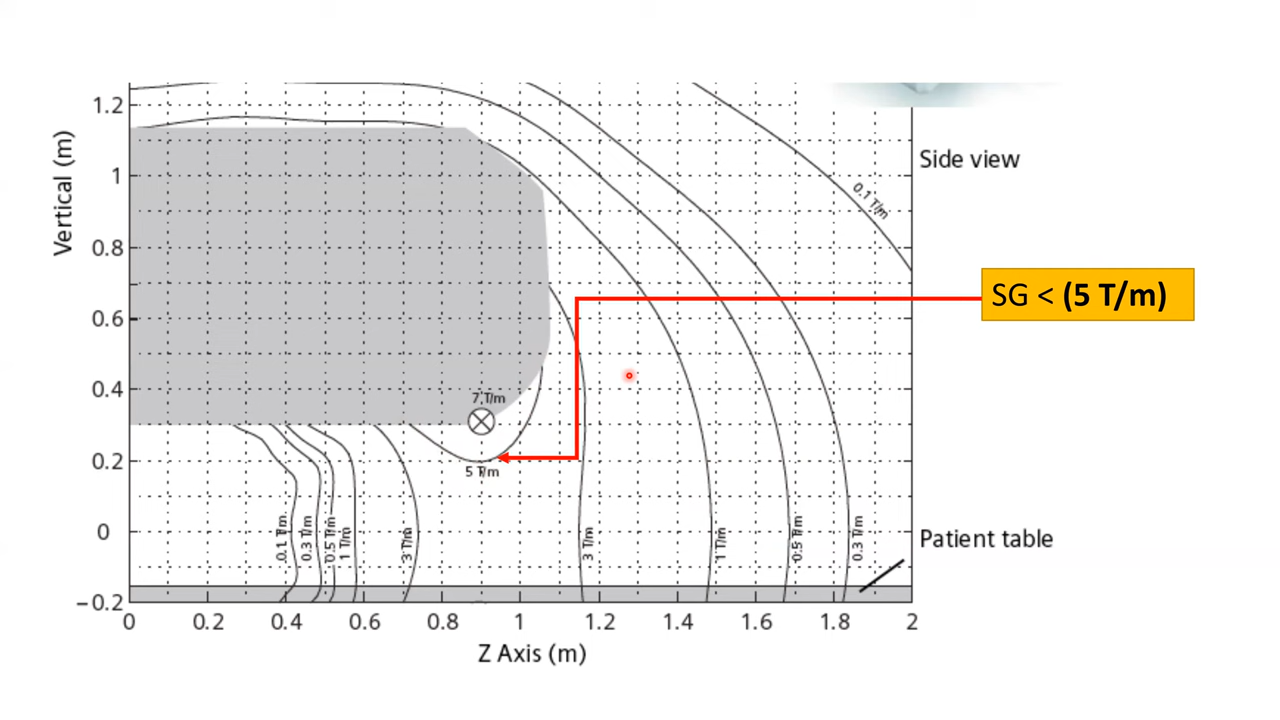 1.2
1
0.8
0.6
0.4
0.2
0
−0.2
Vertical (m)
0
0.2
0.4
0.6
0.8
1
1.2
1.4
1.6
1.8
2
Z Axis (m)
Side view
0.1 T/m
SG < (5 T/m)
7 T/m
5 T/m
0.1 T/m
0.3 T/m
0.5 T/m
1 T/m
3 T/m
3 T/m
1 T/m
0.5 T/m
0.3 T/m
Patient table